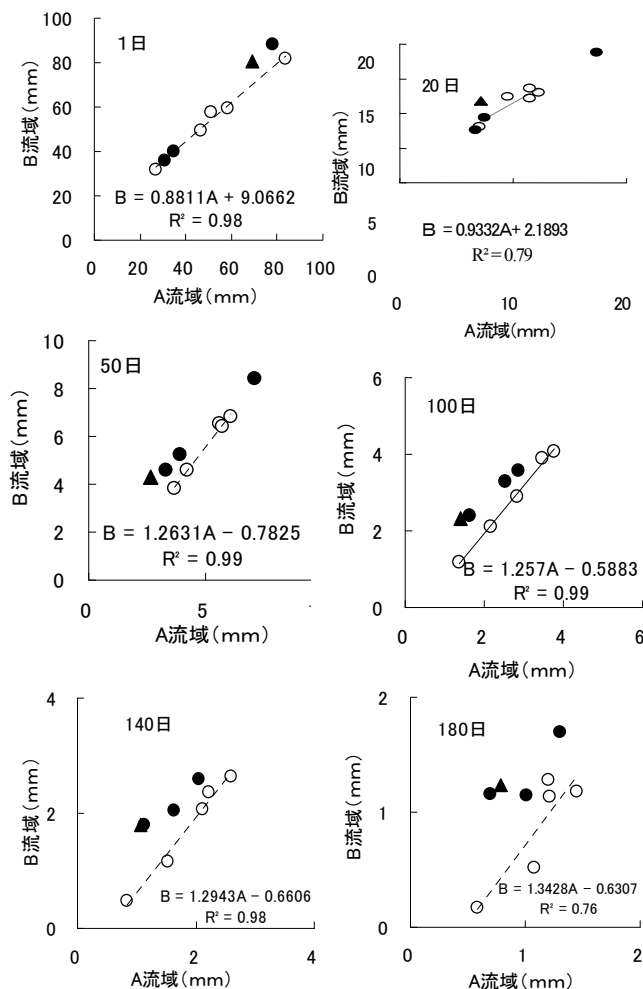 100
80
60
40
20
0
1日
B流域(mm)
B = 0.8811A + 9.0662
R² = 0.98
0 20 40 60 80 100
A流域(mm)
20
15
10
5
0
20日
B流域(mm)
B = 0.9332A + 2.1893
R² = 0.79
0 10 20
A流域(mm)
10
8
6
4
2
0
50日
B流域(mm)
B = 1.2631A − 0.7825
R² = 0.99
0 5
A流域(mm)
6
4
2
0
100日
B流域(mm)
B = 1.257A − 0.5883
R² = 0.99
0 2 4 6
A流域(mm)
4
2
0
140日
B流域(mm)
B = 1.2943A − 0.6606
R² = 0.98
0 2 4
A流域(mm)
2
1
0
180日
B流域(mm)
B = 1.3428A − 0.6307
R² = 0.76
0 1 2
A流域(mm)